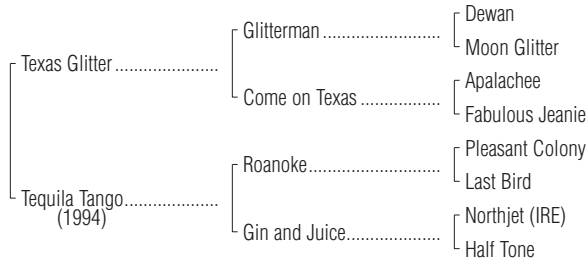 Dewan
Glitterman
Moon Glitter
Texas Glitter
Apalachee
Come on Texas
Fabulous Jeanie
Pleasant Colony
Roanoke
Last Bird
Tequila Tango
(1994)
Northjet (IRE)
Gin and Juice
Half Tone